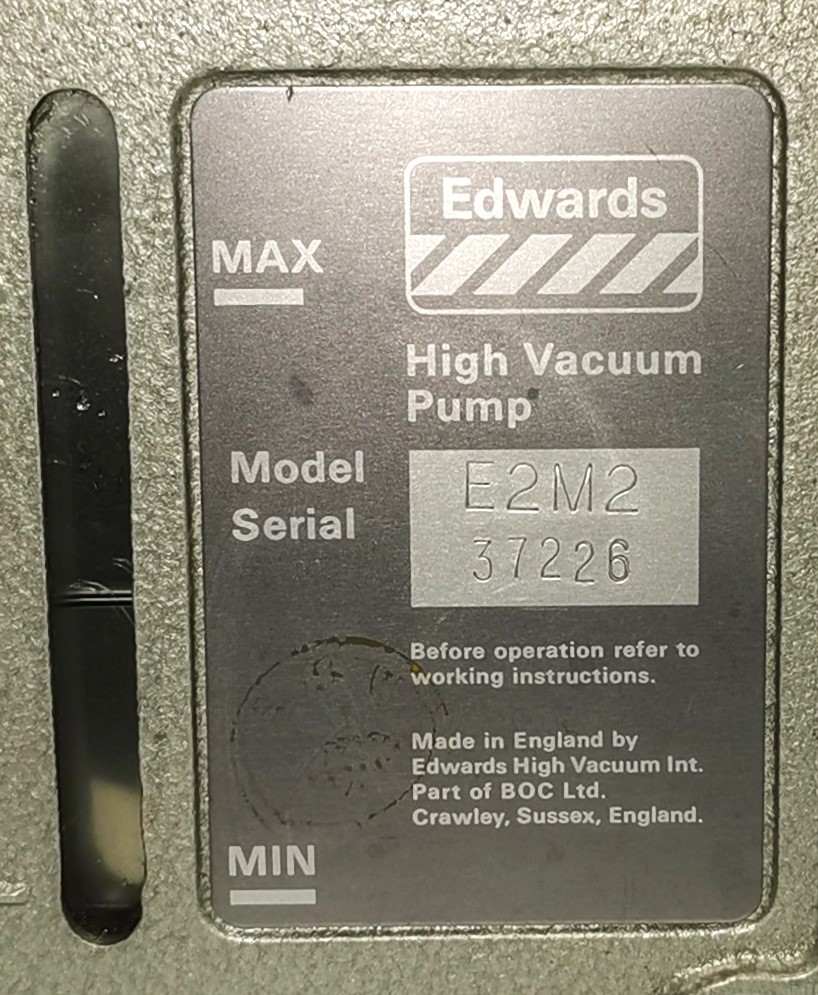 Edwards
MAX
High Vacuum
Pump
Model E2M2
Serial 37226
Before operation refer to
working instructions.
Made in England by
Edwards High Vacuum Int.
Part of BOC Ltd.
Crawley, Sussex, England.
MIN